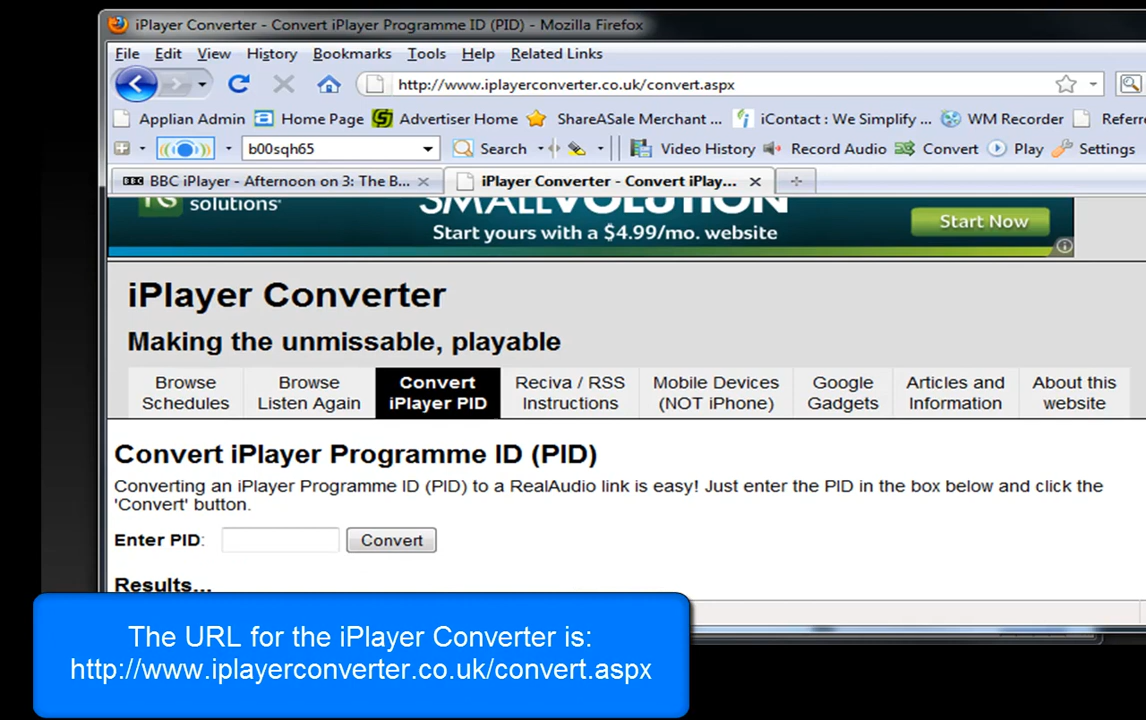 iPlayer Converter - Convert iPlayer Programme ID (PID) - Mozilla Firefox
File Edit View History Bookmarks Tools Help Related Links
http://www.iplayerconverter.co.uk/convert.aspx
Applian Admin Home Page Advertiser Home ShareASale Merchant ... iContact : We Simplify ... WM Recorder Referre
b00sqh65 Search Video History Record Audio Convert Play Settings
BBC BBC iPlayer - Afternoon on 3: The B... iPlayer Converter - Convert iPlay...
solutions
SMALL VOLUTION
Start Now
Start yours with a $4.99/mo. website
iPlayer Converter
Making the unmissable, playable
Browse Schedules
Browse Listen Again
Convert iPlayer PID
Reciva / RSS Instructions
Mobile Devices (NOT iPhone)
Google Gadgets
Articles and Information
About this website
Convert iPlayer Programme ID (PID)
Converting an iPlayer Programme ID (PID) to a RealAudio link is easy! Just enter the PID in the box below and click the
'Convert' button.
Enter PID: Convert
Results...
The URL for the iPlayer Converter is:
http://www.iplayerconverter.co.uk/convert.aspx